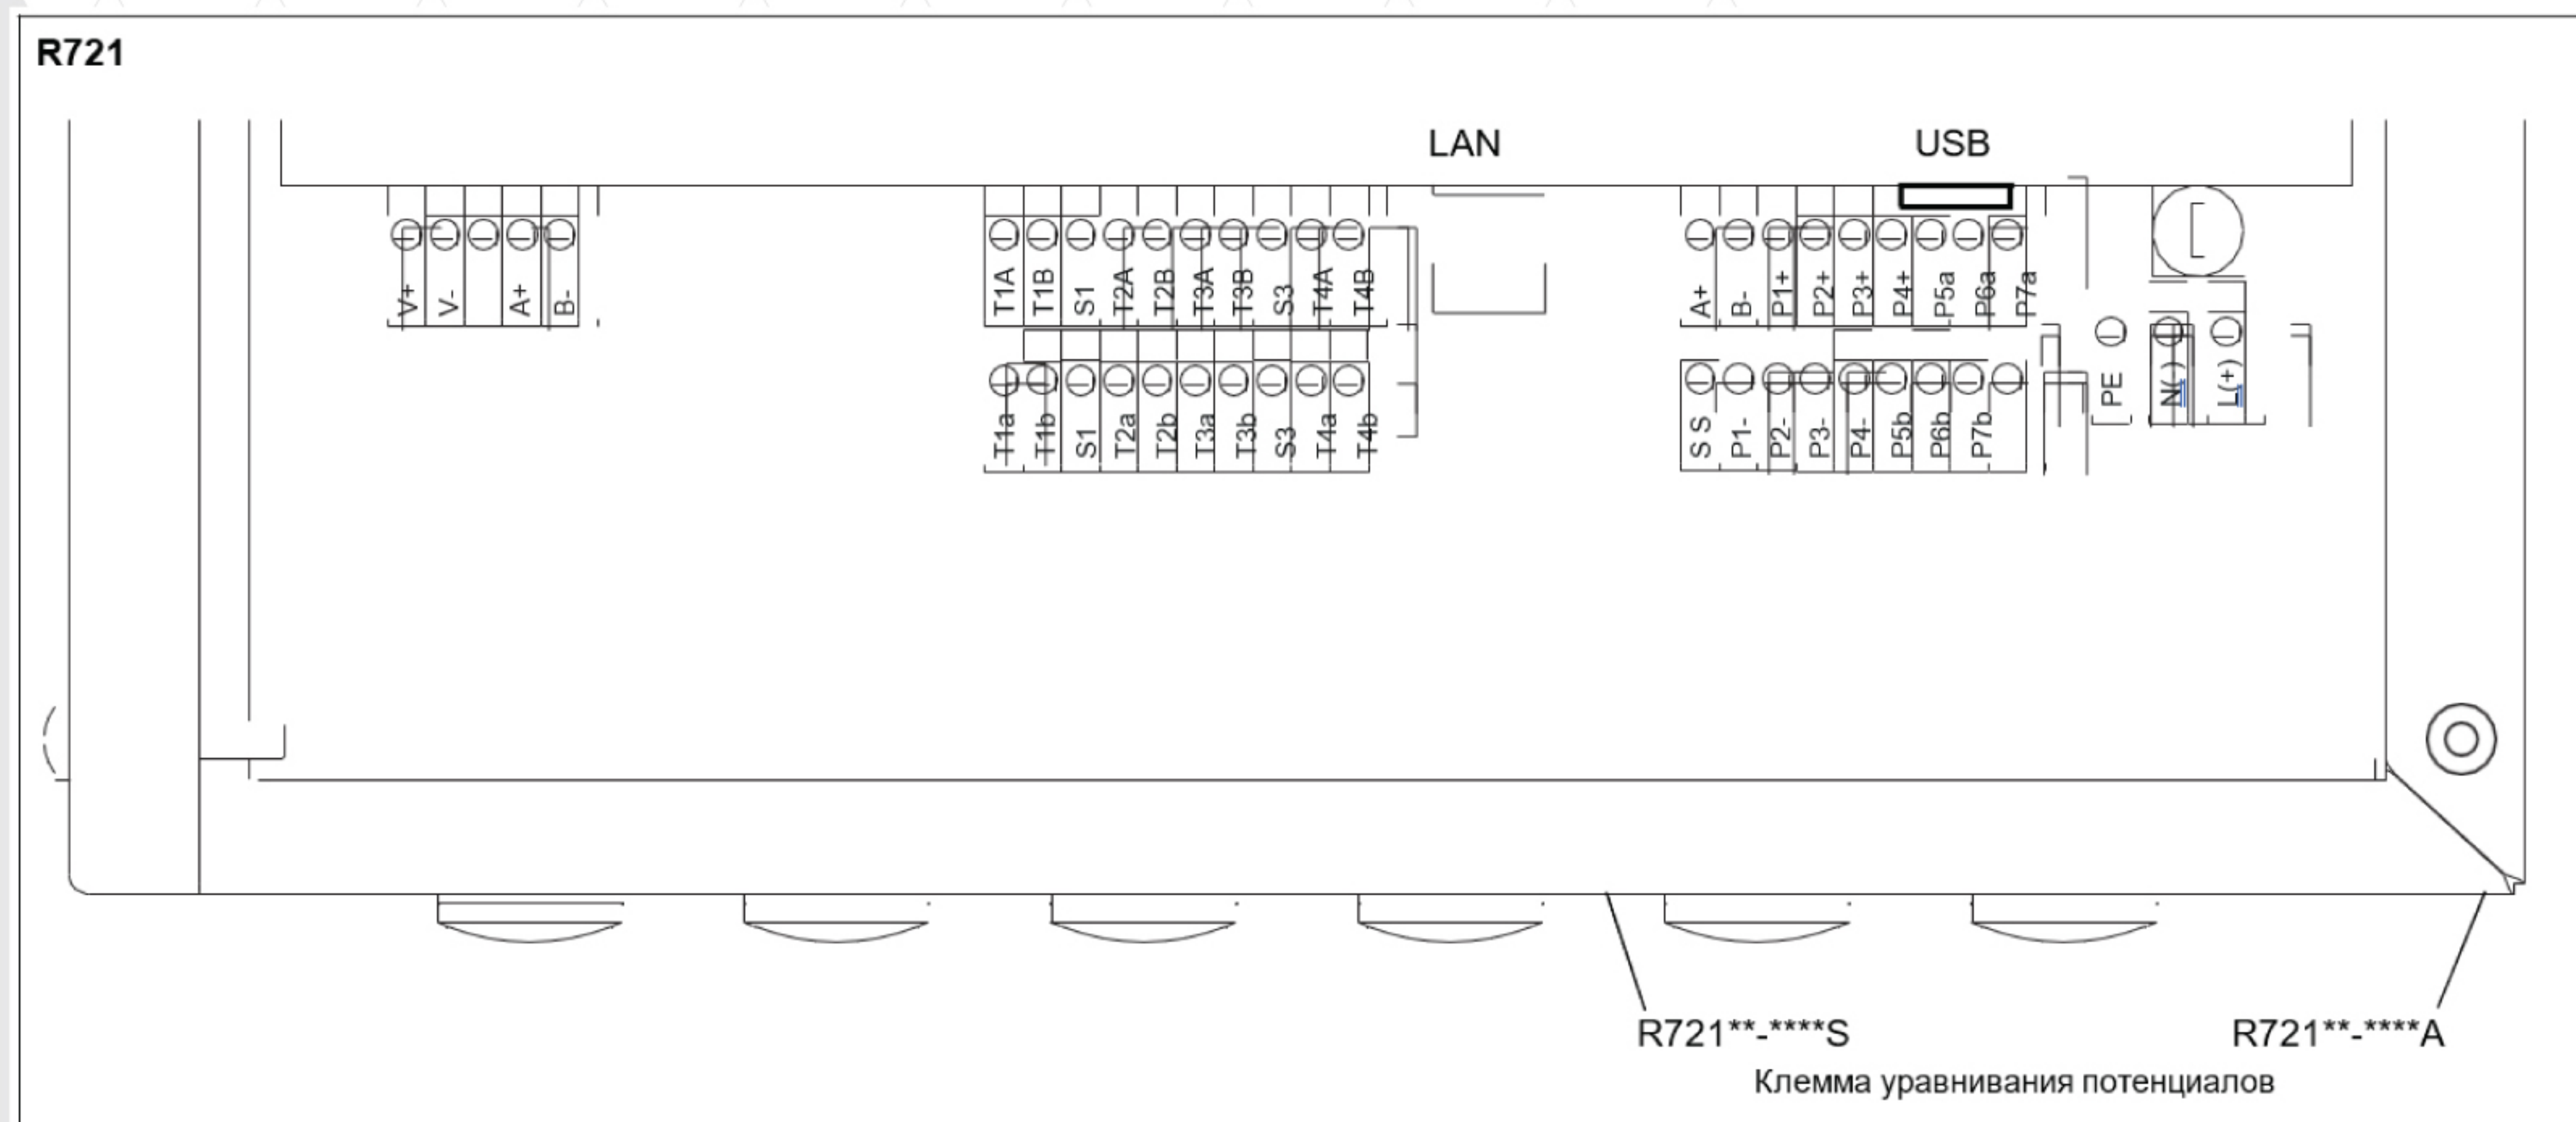 R721
LAN USB
V+ V- A+ B- T1A T1B S1 T2A T2B T3A T3B S3 T4A T4B A+ B- P1+ P2+ P3+ P4+ P5a P6a P7a
PE N(-) L(+)
T1a T1b S1 T2a T2b T3a T3b S3 T4a T4b S S P1- P2- P3- P4- P5b P6b P7b
R721**-****S R721**-****A
Клемма уравнивания потенциалов